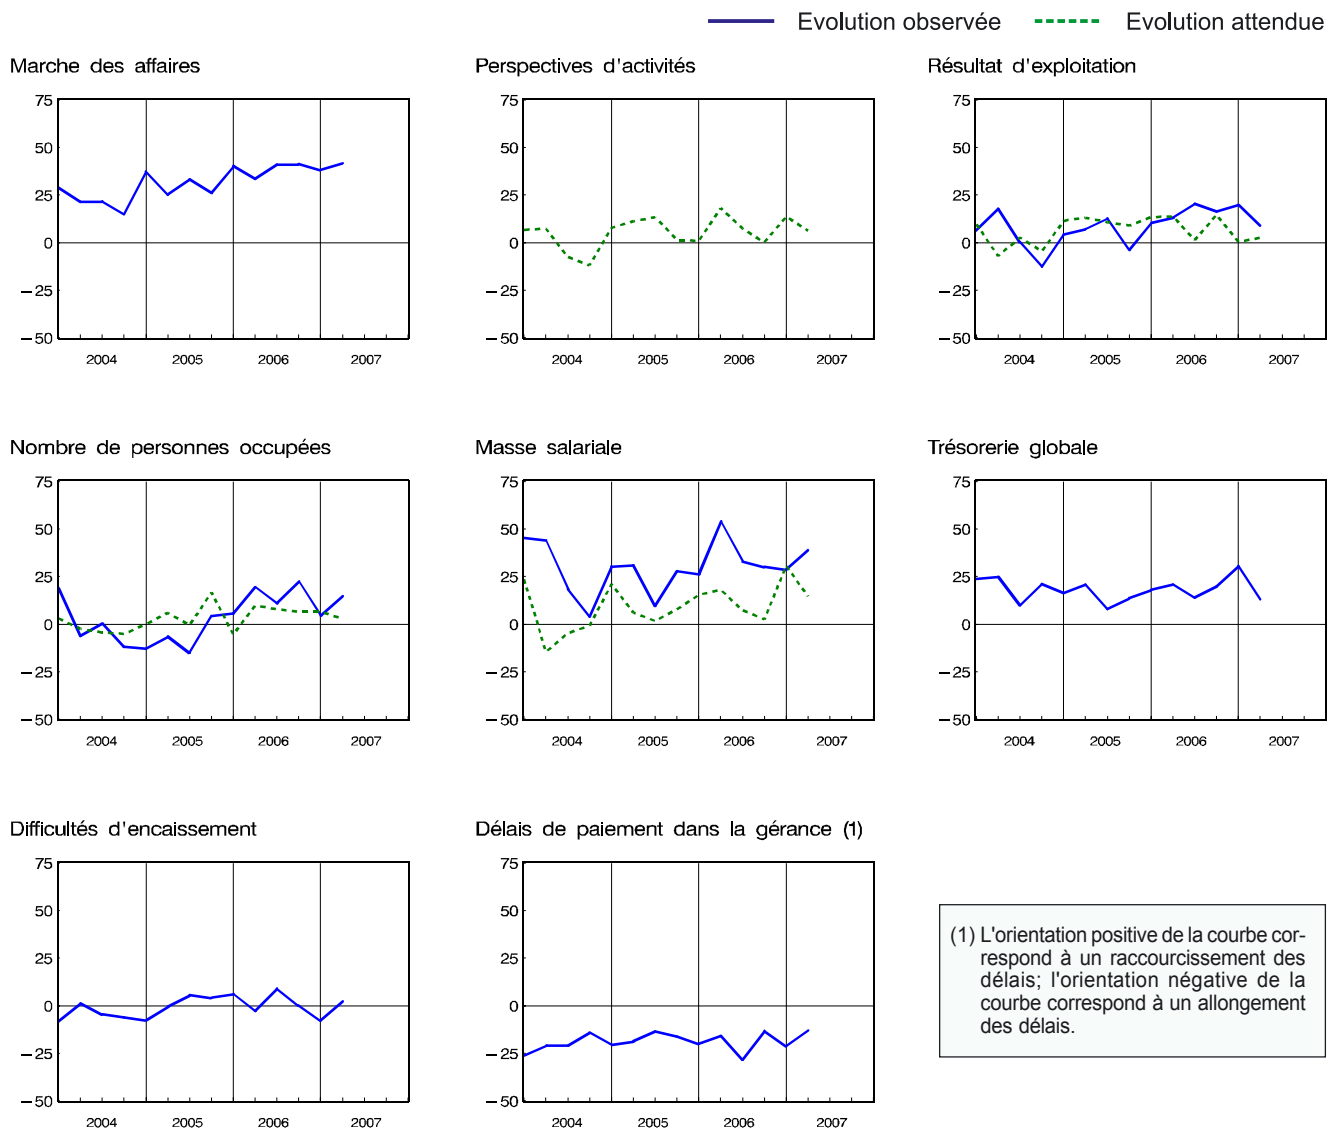 Evolution observée Evolution attendue
Marche des affaires
75
50
25
0
−25
−50
2004 2005 2006 2007
Perspectives d'activités
75
50
25
0
−25
−50
2004 2005 2006 2007
Résultat d'exploitation
75
50
25
0
−25
−50
2004 2005 2006 2007
Nombre de personnes occupées
75
50
25
0
−25
−50
2004 2005 2006 2007
Masse salariale
75
50
25
0
−25
−50
2004 2005 2006 2007
Trésorerie globale
75
50
25
0
−25
−50
2004 2005 2006 2007
Difficultés d'encaissement
75
50
25
0
−25
−50
2004 2005 2006 2007
Délais de paiement dans la gérance (1)
75
50
25
0
−25
−50
2004 2005 2006 2007
(1) L'orientation positive de la courbe cor-
respond à un raccourcissement des
délais; l'orientation négative de la
courbe correspond à un allongement
des délais.